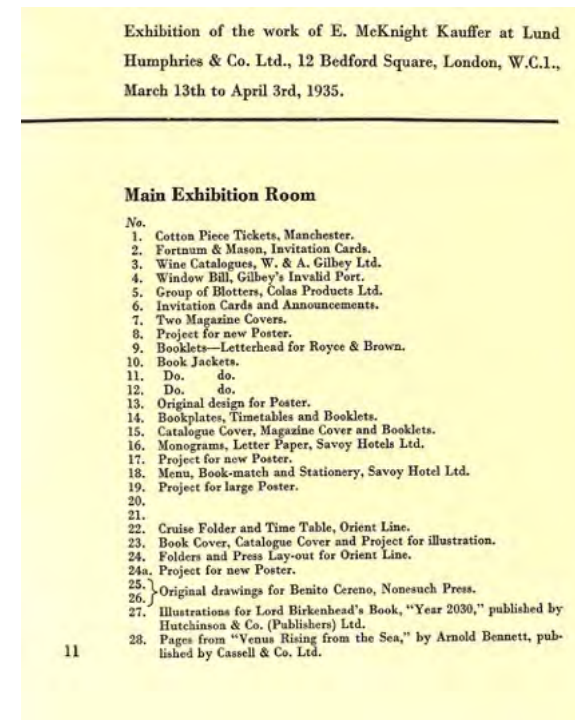 Exhibition of the work of E. McKnight Kauffer at Lund
Humphries & Co. Ltd., 12 Bedford Square, London, W.C.1.,
March 13th to April 3rd, 1935.
Main Exhibition Room
No.
1. Cotton Piece Tickets, Manchester.
2. Fortnum & Mason, Invitation Cards.
3. Wine Catalogues, W. & A. Gilbey Ltd.
4. Window Bill, Gilbey's Invalid Port.
5. Group of Blotters, Colas Products Ltd.
6. Invitation Cards and Announcements.
7. Two Magazine Covers.
8. Project for new Poster.
9. Booklets—Letterhead for Royce & Brown.
10. Book Jackets.
11. Do. do.
12. Do. do.
13. Original design for Poster.
14. Bookplates, Timetables and Booklets.
15. Catalogue Cover, Magazine Cover and Booklets.
16. Monograms, Letter Paper, Savoy Hotels Ltd.
17. Project for new Poster.
18. Menu, Book-match and Stationery, Savoy Hotel Ltd.
19. Project for large Poster.
20.
21.
22. Cruise Folder and Time Table, Orient Line.
23. Book Cover, Catalogue Cover and Project for illustration.
24. Folders and Press Lay-out for Orient Line.
24a. Project for new Poster.
25.
26. } Original drawings for Benito Cereno, Nonesuch Press.
27. Illustrations for Lord Birkenhead's Book, "Year 2030," published by
Hutchinson & Co. (Publishers) Ltd.
28. Pages from "Venus Rising from the Sea," by Arnold Bennett, pub-
lished by Cassell & Co. Ltd.
11